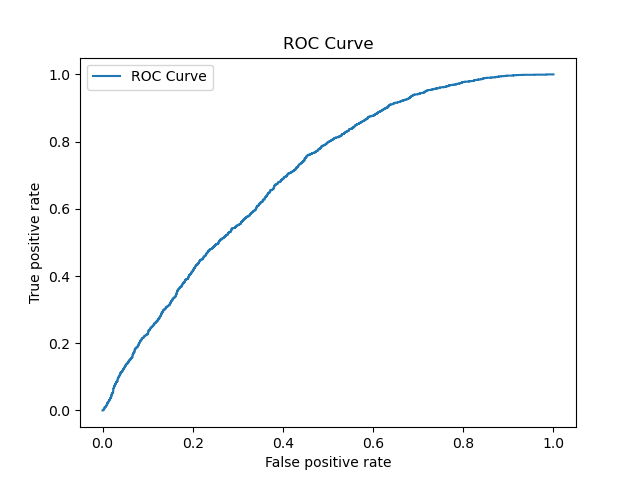 ROC Curve
ROC Curve
1.0
0.8
0.6
0.4
0.2
0.0
True positive rate
0.0 0.2 0.4 0.6 0.8 1.0
False positive rate